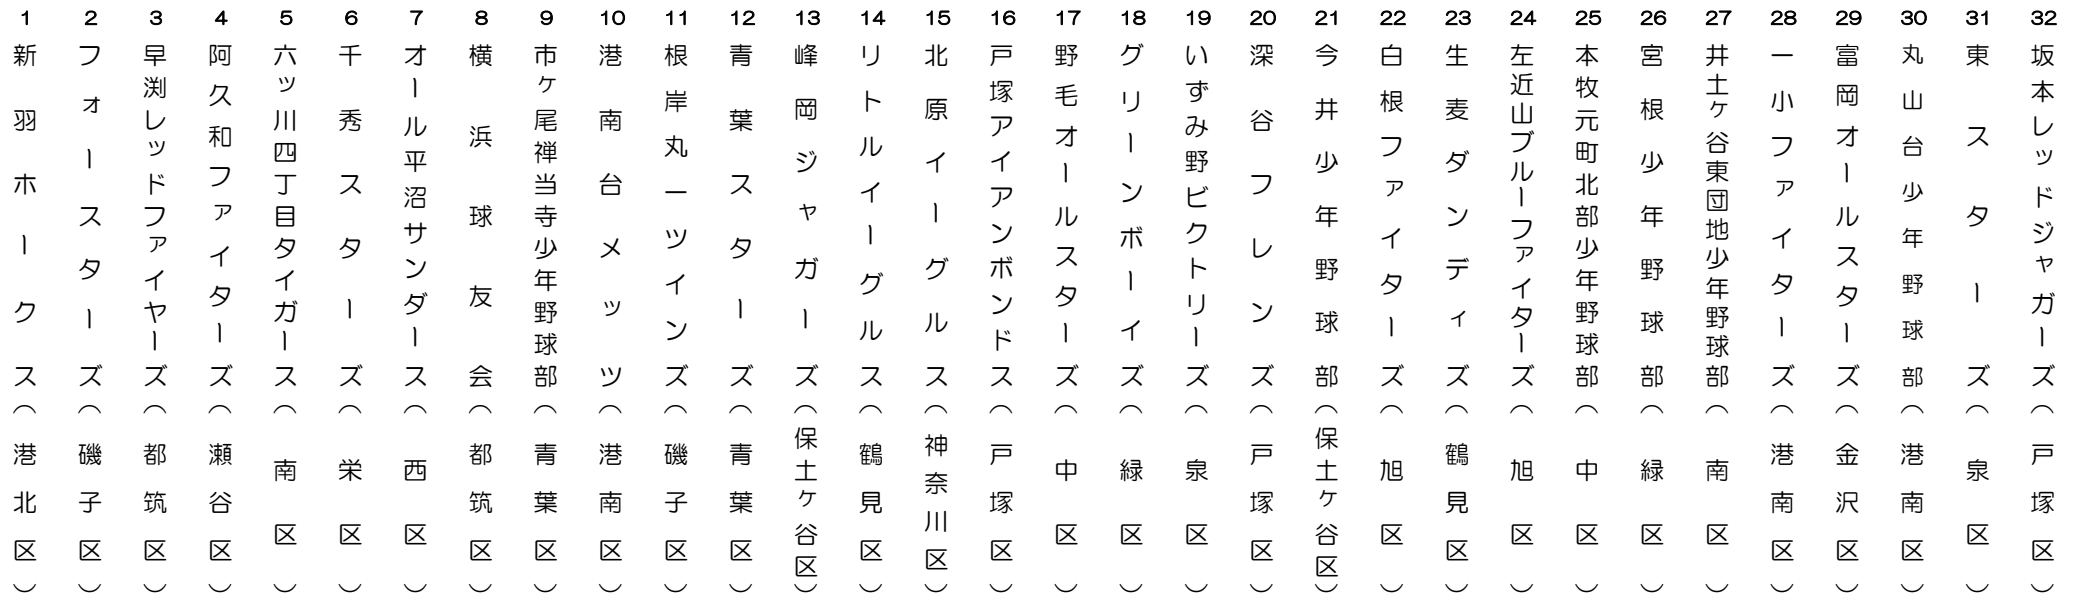 1 新羽ホークス（港北区）
2 フォースターズ（磯子区）
3 早渕レッドファイヤーズ（都筑区）
4 阿久和ファイターズ（瀬谷区）
5 六ッ川四丁目タイガース（南区）
6 千秀スターズ（栄区）
7 オール平沼サンダース（西区）
8 横浜球友会（都筑区）
9 市ヶ尾禅当寺少年野球部（青葉区）
10 港南台メッツ（港南区）
11 根岸丸一ツインズ（磯子区）
12 青葉スターズ（青葉区）
13 峰岡ジャガーズ（保土ケ谷区）
14 リトルイーグルス（鶴見区）
15 北原イーグルス（神奈川区）
16 戸塚アイアンボンドス（戸塚区）
17 野毛オールスターズ（中区）
18 グリーンボーイズ（緑区）
19 いずみ野ビクトリーズ（泉区）
20 深谷フレンズ（戸塚区）
21 今井少年野球部（保土ケ谷区）
22 白根ファイターズ（旭区）
23 生麦ダンディズ（鶴見区）
24 左近山ブルーファイターズ（旭区）
25 本牧元町北部少年野球部（中区）
26 宮根少年野球部（緑区）
27 井土ヶ谷東団地少年野球部（南区）
28 一小ファイターズ（港南区）
29 富岡オールスターズ（金沢区）
30 丸山台少年野球部（港南区）
31 東スターズ（泉区）
32 坂本レッドジャガーズ（戸塚区）